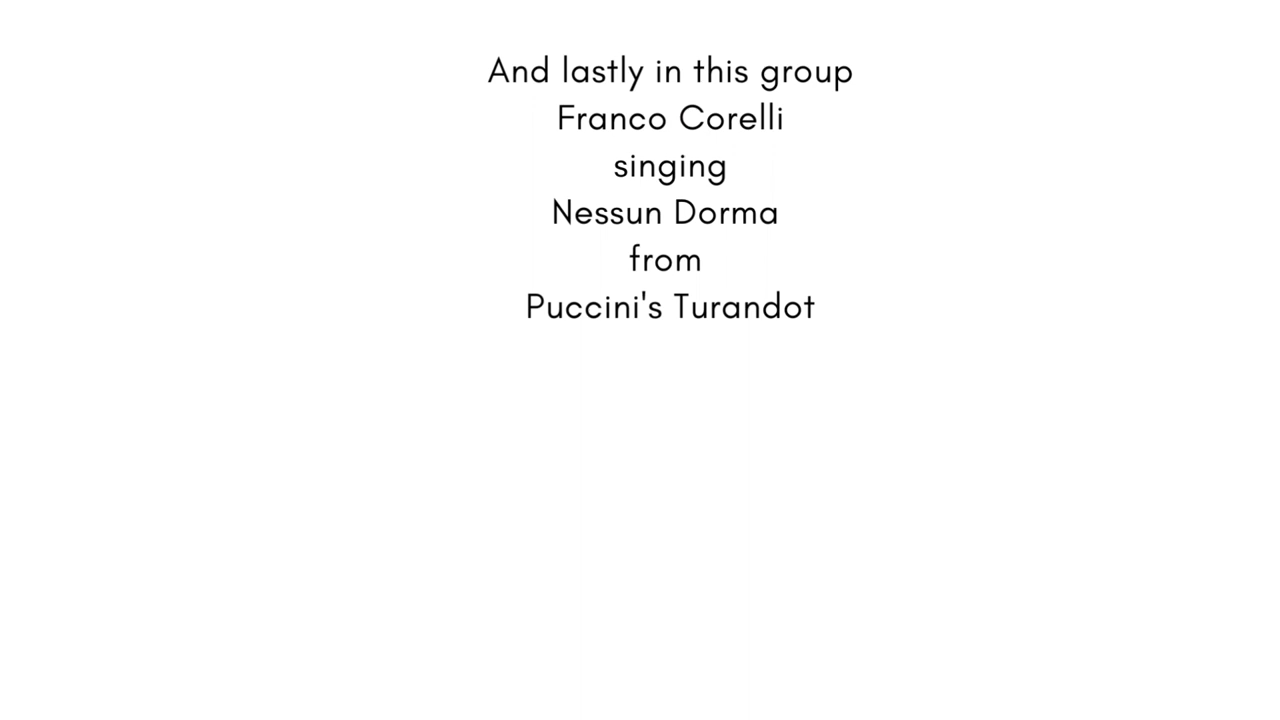 And lastly in this group
Franco Corelli
singing
Nessun Dorma
from
Puccini's Turandot